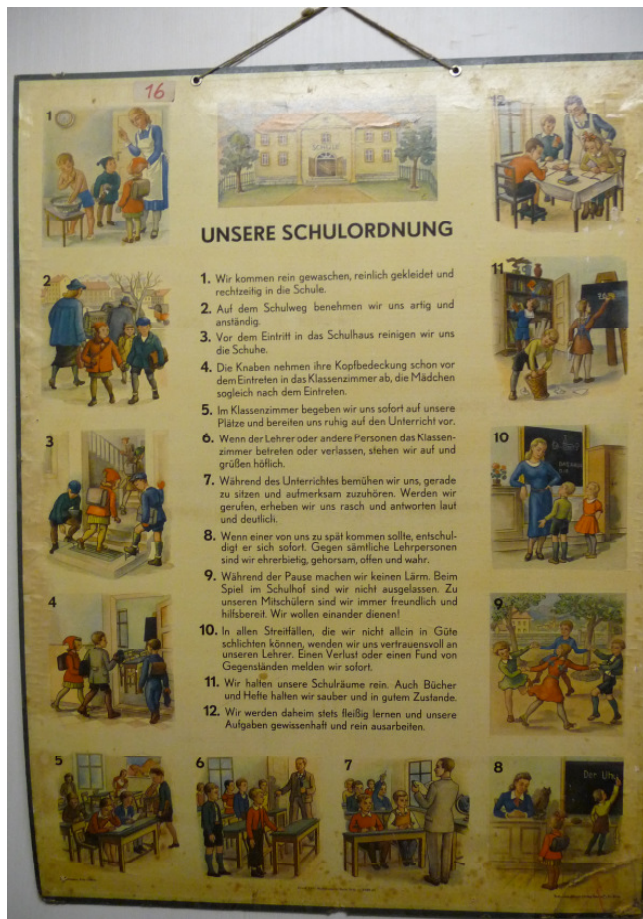 16
SCHULE
UNSERE SCHULORDNUNG
1. Wir kommen rein gewaschen, reinlich gekleidet und
rechtzeitig in die Schule.
2. Auf dem Schulweg benehmen wir uns artig und
anständig.
3. Vor dem Eintritt in das Schulhaus reinigen wir uns
die Schuhe.
4. Die Knaben nehmen ihre Kopfbedeckung schon vor
dem Eintreten in das Klassenzimmer ab, die Mädchen
sogleich nach dem Eintreten.
5. Im Klassenzimmer begeben wir uns sofort auf unsere
Plätze und bereiten uns ruhig auf den Unterricht vor.
6. Wenn der Lehrer oder andere Personen das Klassen-
zimmer betreten oder verlassen, stehen wir auf und
grüßen höflich.
7. Während des Unterrichtes bemühen wir uns, gerade
zu sitzen und aufmerksam zuzuhören. Werden wir
gerufen, erheben wir uns rasch und antworten laut
und deutlich.
8. Wenn einer von uns zu spät kommen sollte, entschul-
digt er sich sofort. Gegen sämtliche Lehrpersonen
sind wir ehrerbietig, gehorsam, offen und wahr.
9. Während der Pause machen wir keinen Lärm. Beim
Spiel im Schulhof sind wir nicht ausgelassen. Zu
unseren Mitschülern sind wir immer freundlich und
hilfsbereit. Wir wollen einander dienen!
10. In allen Streitfällen, die wir nicht allein in Güte
schlichten können, wenden wir uns vertrauensvoll an
unseren Lehrer. Einen Verlust oder einen Fund von
Gegenständen melden wir sofort.
11. Wir halten unsere Schulräume rein. Auch Bücher
und Hefte halten wir sauber und in gutem Zustande.
12. Wir werden daheim stets fleißig lernen und unsere
Aufgaben gewissenhaft und rein ausarbeiten.
1
2
3
4
5
6
7
8
Der Uhu
9
10
11
12